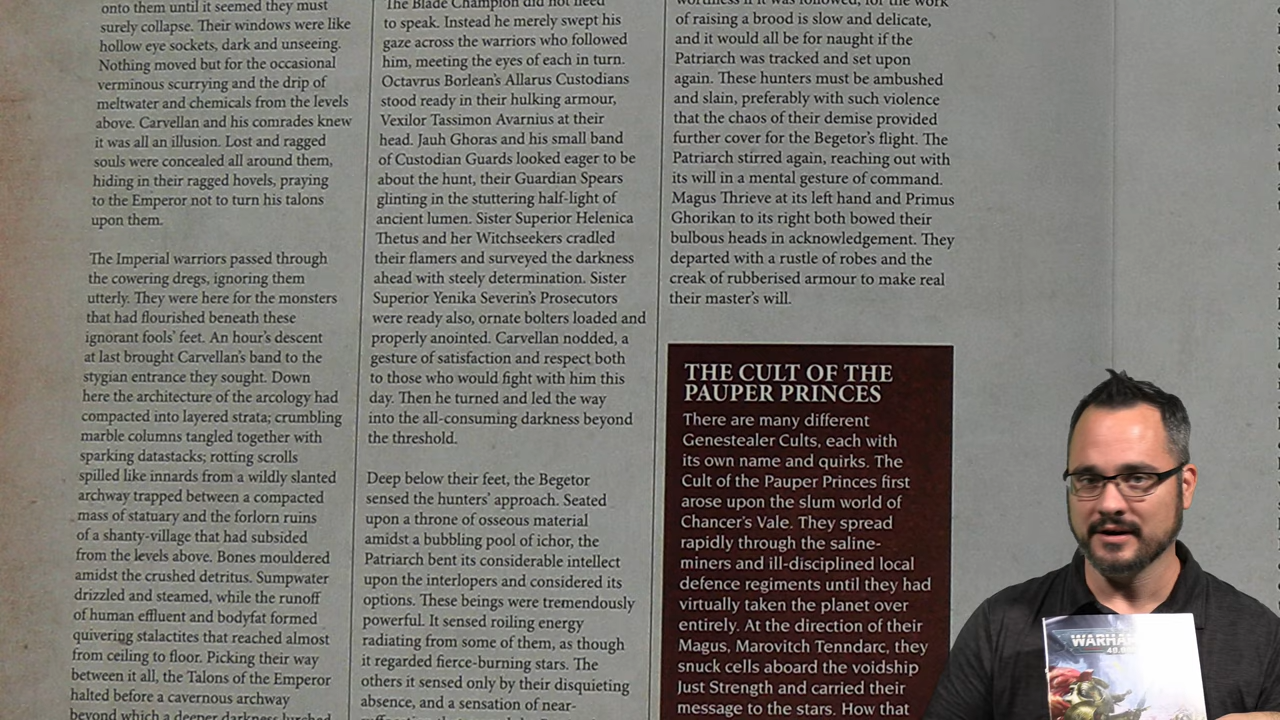 onto them until it seemed they must
surely collapse. Their windows were like
hollow eye sockets, dark and unseeing.
Nothing moved but for the occasional
verminous scurrying and the drip of
meltwater and chemicals from the levels
above. Carvellan and his comrades knew
it was all an illusion. Lost and ragged
souls were concealed all around them,
hiding in their ragged hovels, praying
to the Emperor not to turn his talons
upon them.
The Imperial warriors passed through
the cowering dregs, ignoring them
utterly. They were here for the monsters
that had flourished beneath these
ignorant fools' feet. An hour's descent
at last brought Carvellan's band to the
stygian entrance they sought. Down
here the architecture of the arcology had
compacted into layered strata; crumbling
marble columns tangled together with
sparking datastacks; rotting scrolls
spilled like innards from a wildly slanted
archway trapped between a compacted
mass of statuary and the forlorn ruins
of a shanty-village that had subsided
from the levels above. Bones mouldered
amidst the crushed detritus. Sumpwater
drizzled and steamed, while the runoff
of human effluent and bodyfat formed
quivering stalactites that reached almost
from ceiling to floor. Picking their way
between it all, the Talons of the Emperor
halted before a cavernous archway
beyond which a deeper darkness lurched
The Blade Champion did not need
to speak. Instead he merely swept his
gaze across the warriors who followed
him, meeting the eyes of each in turn.
Octavrus Borlean's Allarus Custodians
stood ready in their hulking armour,
Vexilor Tassimon Avarnius at their
head. Jauh Ghoras and his small band
of Custodian Guards looked eager to be
about the hunt, their Guardian Spears
glinting in the stuttering half-light of
ancient lumen. Sister Superior Helenica
Thetus and her Witchseekers cradled
their flamers and surveyed the darkness
ahead with steely determination. Sister
Superior Yenika Severin's Prosecutors
were ready also, ornate bolters loaded and
properly anointed. Carvellan nodded, a
gesture of satisfaction and respect both
to those who would fight with him this
day. Then he turned and led the way
into the all-consuming darkness beyond
the threshold.
Deep below their feet, the Begetor
sensed the hunters' approach. Seated
upon a throne of osseous material
amidst a bubbling pool of ichor, the
Patriarch bent its considerable intellect
upon the interlopers and considered its
options. These beings were tremendously
powerful. It sensed roiling energy
radiating from some of them, as though
it regarded fierce-burning stars. The
others it sensed only by their disquieting
absence, and a sensation of near-
worthless if it was followed, for the work
of raising a brood is slow and delicate,
and it would all be for naught if the
Patriarch was tracked and set upon
again. These hunters must be ambushed
and slain, preferably with such violence
that the chaos of their demise provided
further cover for the Begetor's flight. The
Patriarch stirred again, reaching out with
its will in a mental gesture of command.
Magus Thrieve at its left hand and Primus
Ghorikan to its right both bowed their
bulbous heads in acknowledgement. They
departed with a rustle of robes and the
creak of rubberised armour to make real
their master's will.
THE CULT OF THE
PAUPER PRINCES
There are many different
Genestealer Cults, each with
its own name and quirks. The
Cult of the Pauper Princes first
arose upon the slum world of
Chancer's Vale. They spread
rapidly through the saline-
miners and ill-disciplined local
defence regiments until they had
virtually taken the planet over
entirely. At the direction of their
Magus, Marovitch Tenndarc, they
snuck cells aboard the voidship
Just Strength and carried their
message to the stars. How that